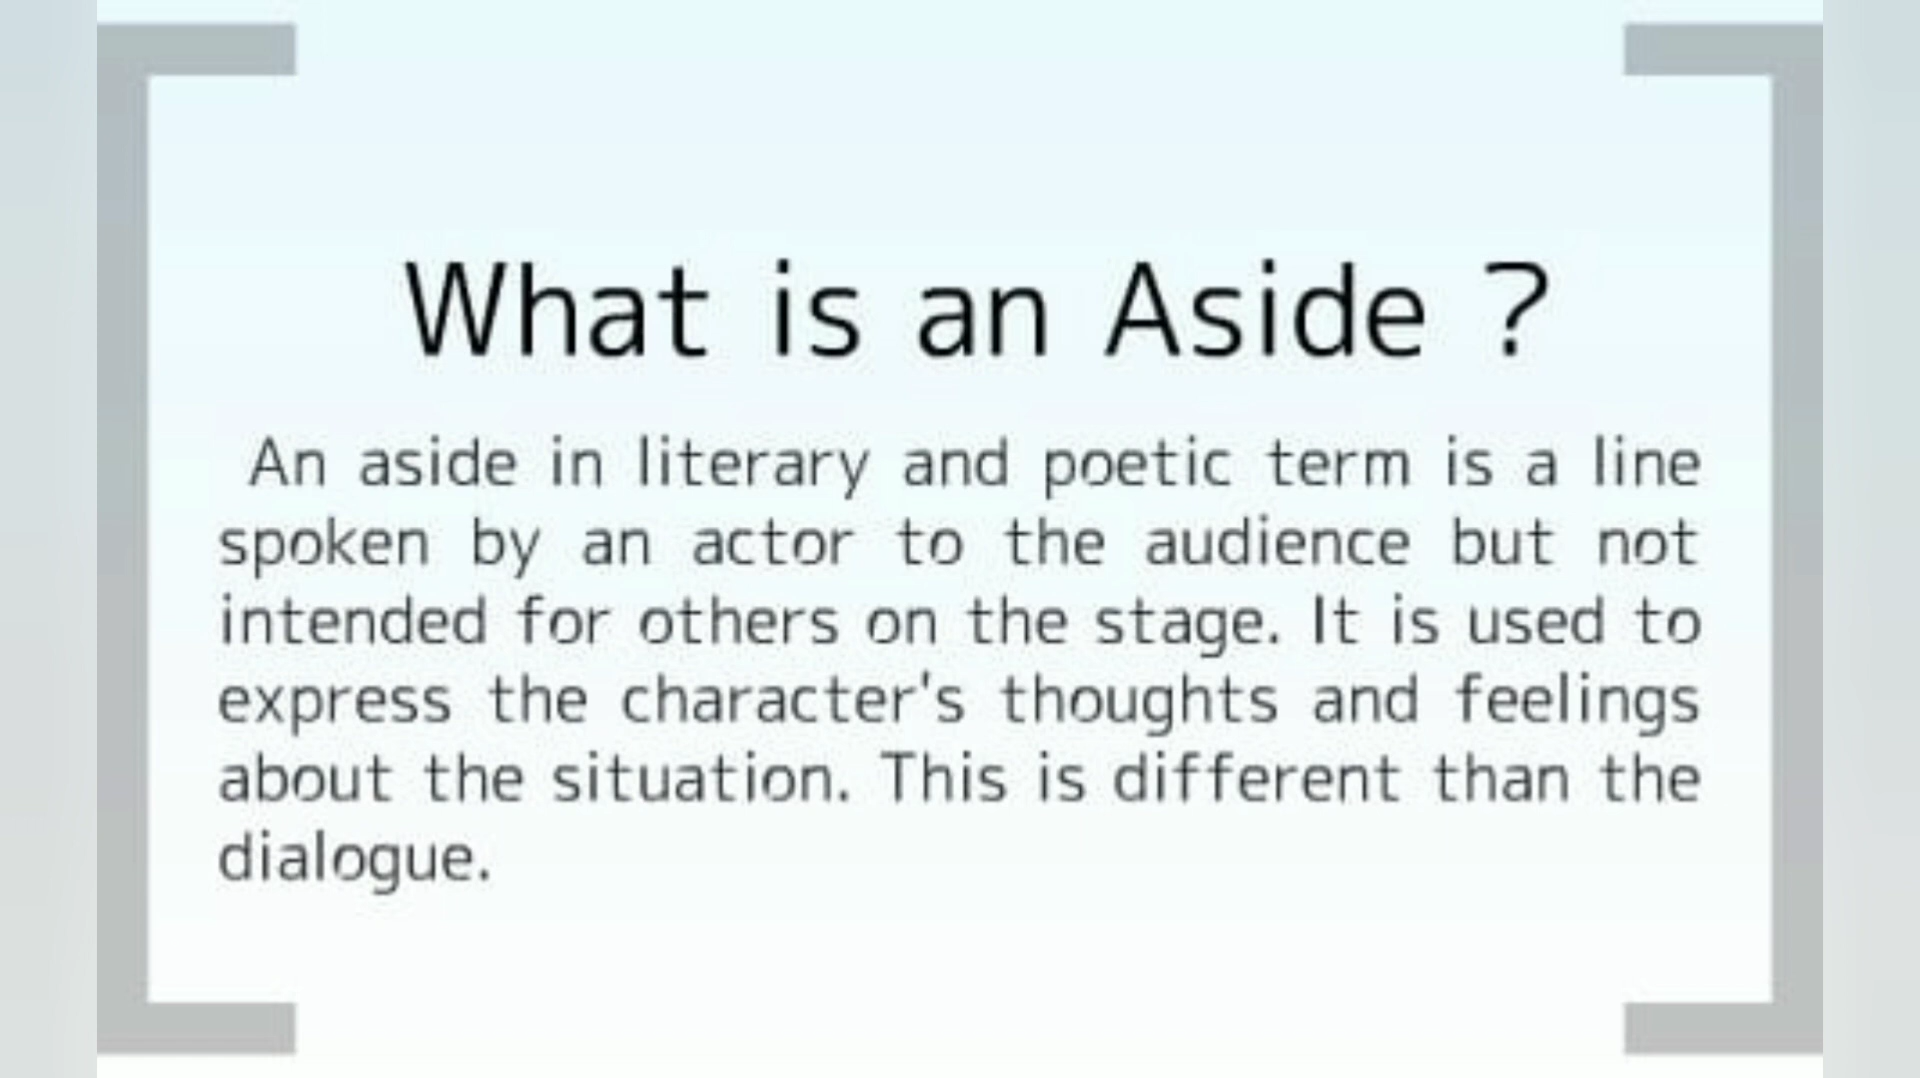 What is an Aside ?
An aside in literary and poetic term is a line
spoken by an actor to the audience but not
intended for others on the stage. It is used to
express the character's thoughts and feelings
about the situation. This is different than the
dialogue.